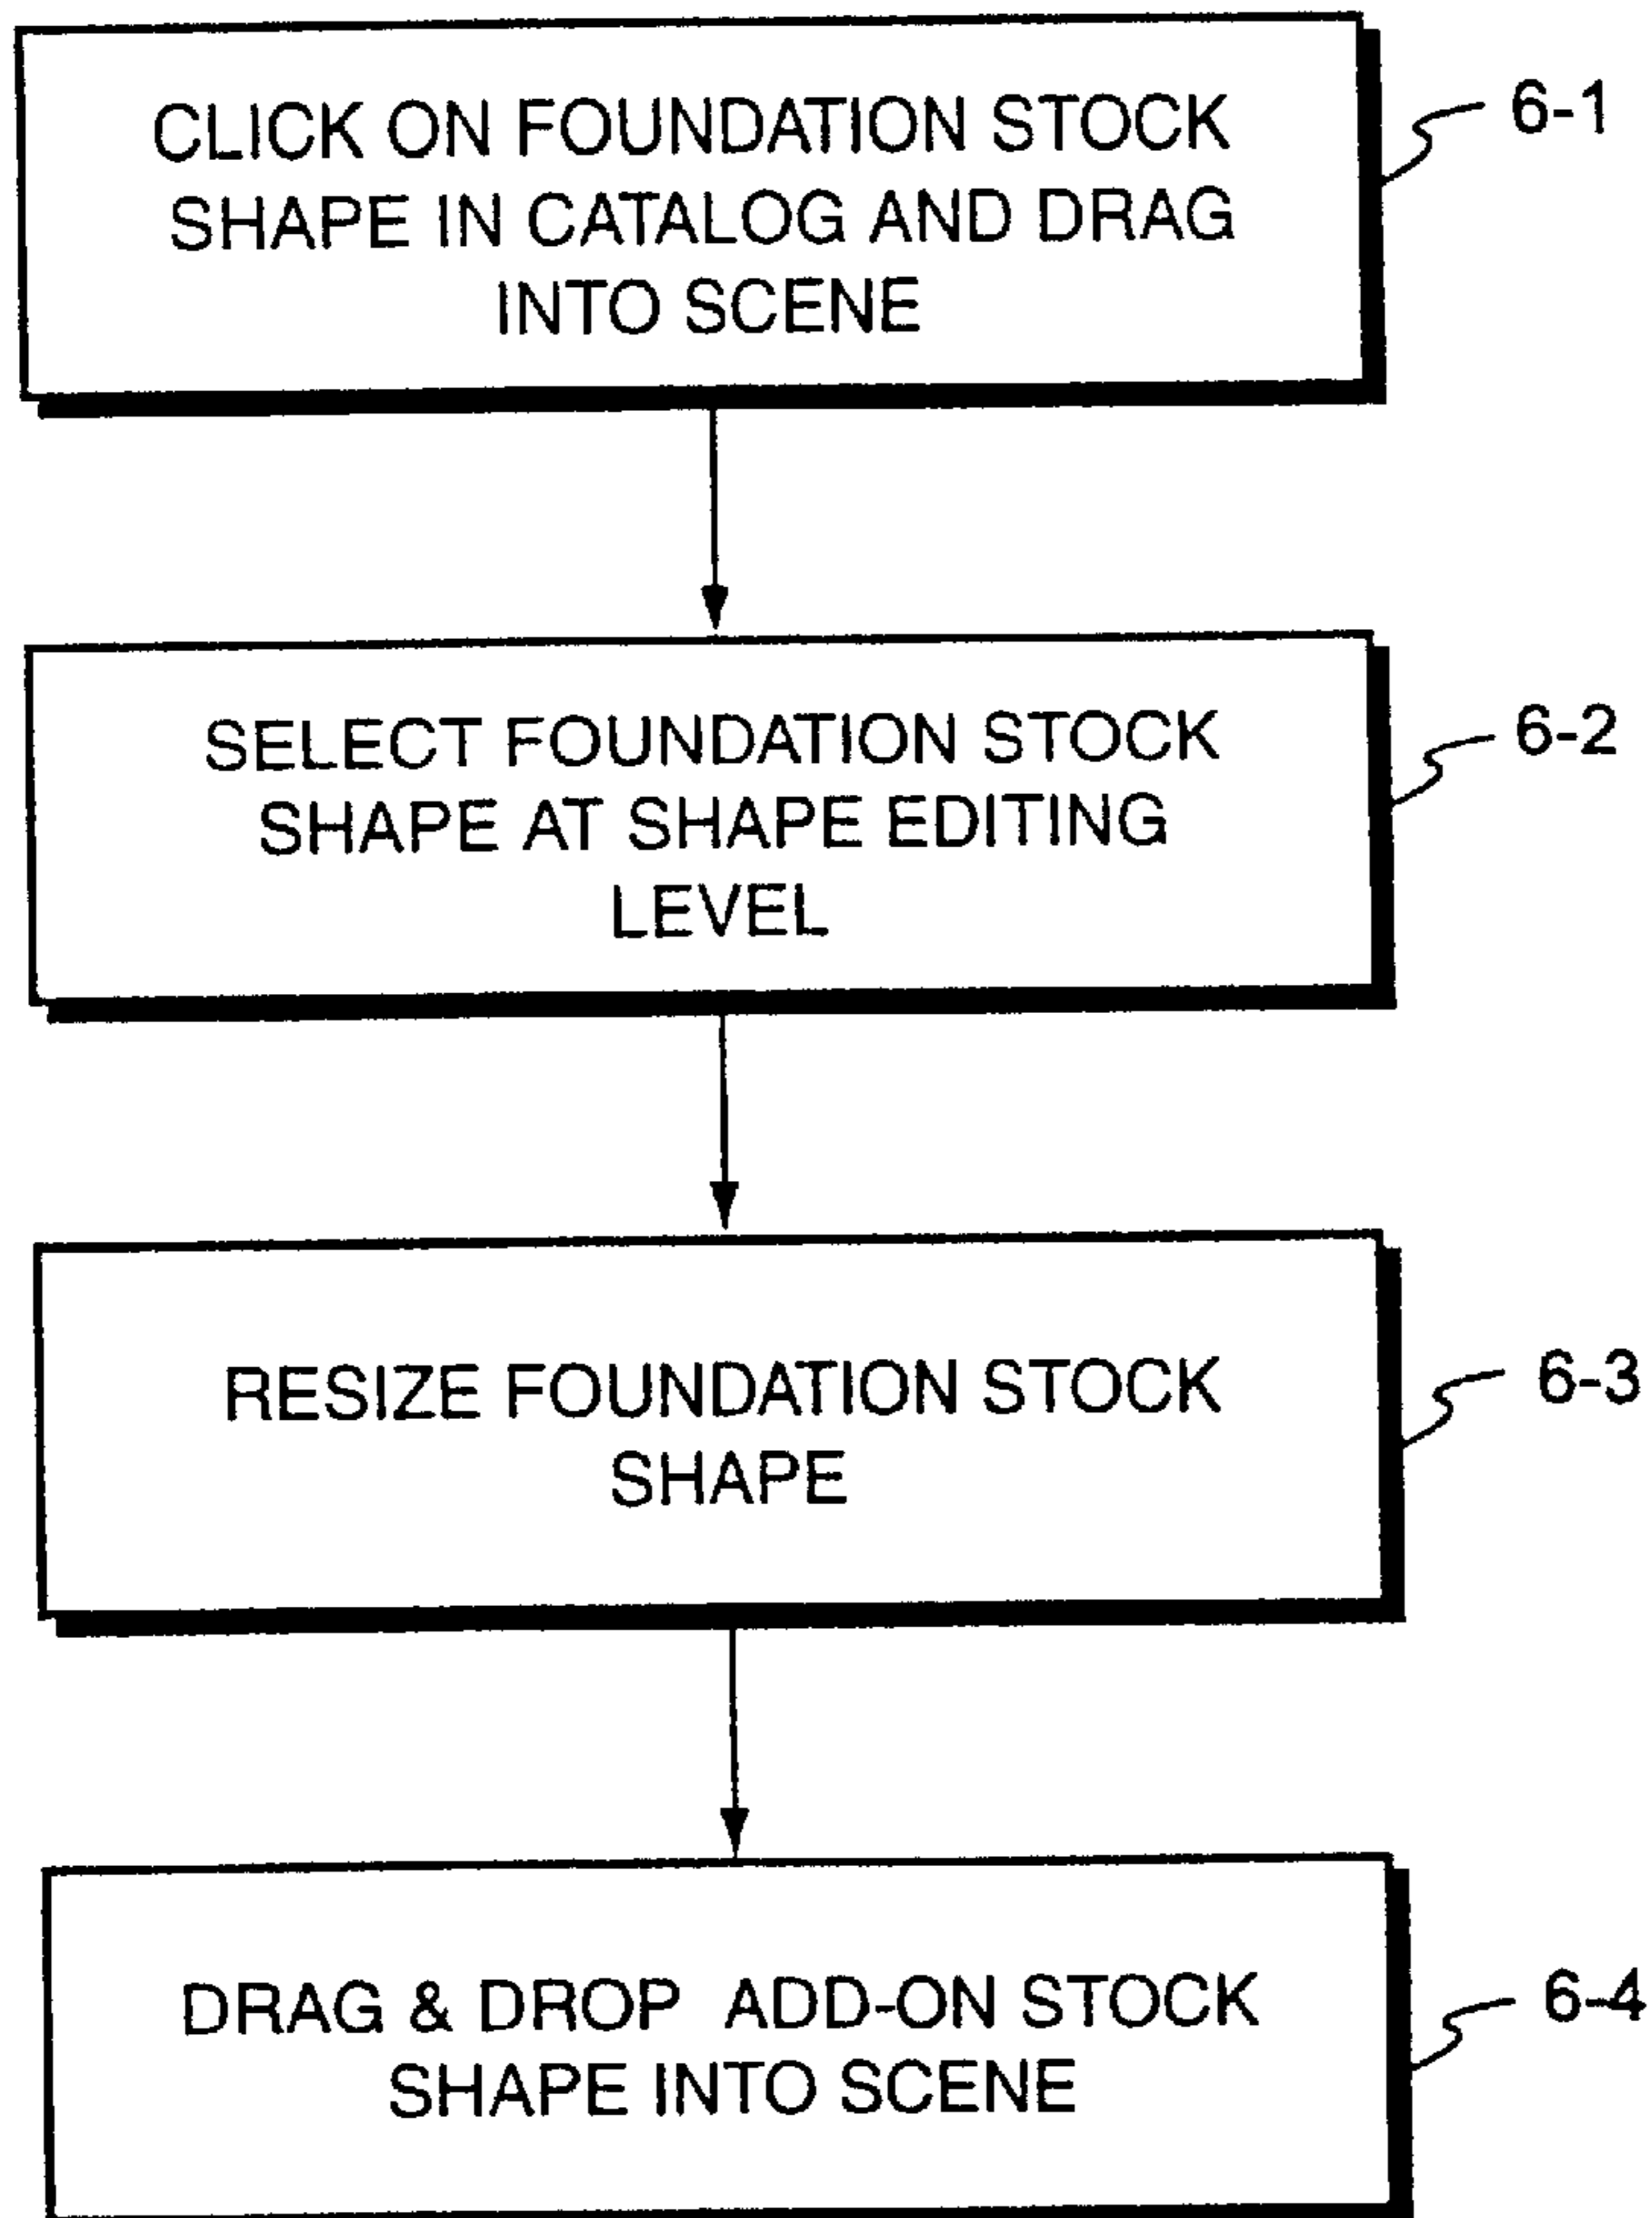 CLICK ON FOUNDATION STOCK
SHAPE IN CATALOG AND DRAG
INTO SCENE
6-1
SELECT FOUNDATION STOCK
SHAPE AT SHAPE EDITING
LEVEL
6-2
RESIZE FOUNDATION STOCK
SHAPE
6-3
DRAG & DROP ADD-ON STOCK
SHAPE INTO SCENE
6-4